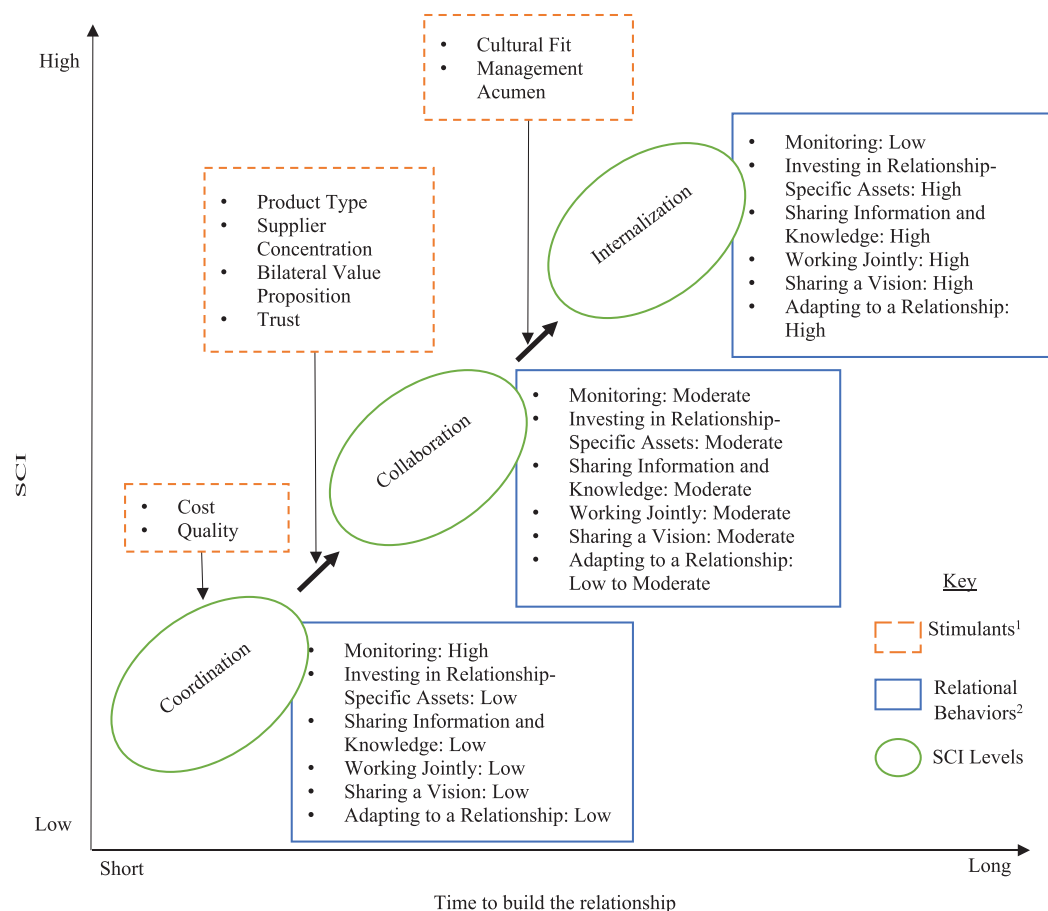 High
• Cultural Fit
• Management
Acumen
• Monitoring: Low
• Investing in Relationship-
Specific Assets: High
• Sharing Information and
Knowledge: High
• Working Jointly: High
• Sharing a Vision: High
• Adapting to a Relationship:
High
Internalization
• Product Type
• Supplier
Concentration
• Bilateral Value
Proposition
• Trust
Collaboration
• Monitoring: Moderate
• Investing in Relationship-
Specific Assets: Moderate
• Sharing Information and
Knowledge: Moderate
• Working Jointly: Moderate
• Sharing a Vision: Moderate
• Adapting to a Relationship:
Low to Moderate
SCI
• Cost
• Quality
Coordination
• Monitoring: High
• Investing in Relationship-
Specific Assets: Low
• Sharing Information and
Knowledge: Low
• Working Jointly: Low
• Sharing a Vision: Low
• Adapting to a Relationship: Low
Key
Stimulants¹
Relational
Behaviors²
SCI Levels
Low
Short
Long
Time to build the relationship